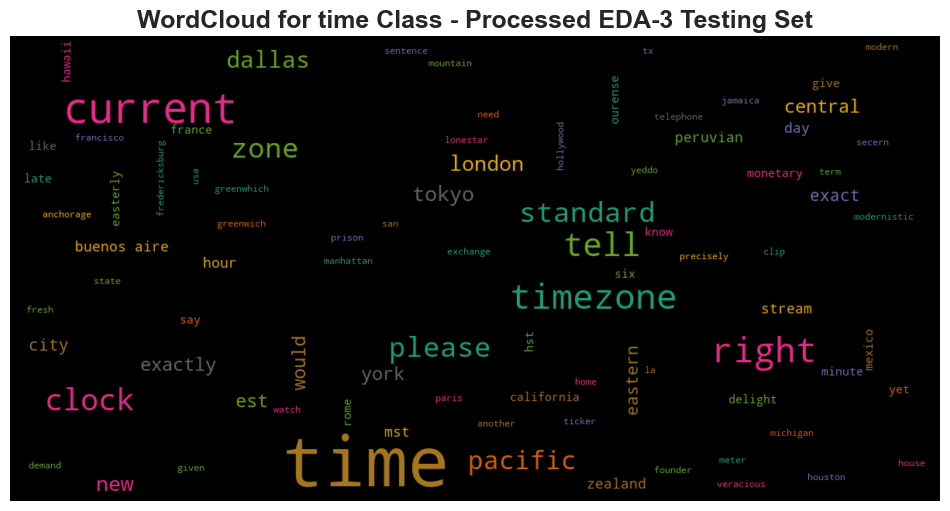 WordCloud for time Class - Processed EDA-3 Testing Set
hawaii
dallas
sentence
mountain
tx
modern
current
france
francisco
like
zone
need
lonestar
london
hollywood
ourense
telephone
jamaica
give
central
day
peruvian
secern
late
easterly
fredericksburg
usa
greenwhich
tokyo
yeddo
monetary
term
exact
anchorage
greenwich
san
standard
modernistic
buenos aire
hour
prison
manhattan
exchange
tell
know
precisely
clip
state
six
timezone
fresh
say
stream
city
exactly
would
please
york
hst
right
minute
mexico
clock
est
watch
rome
paris
home
california
another
ticker
eastern
la
delight
yet
michigan
mst
time
pacific
demand
given
new
zealand
founder
meter
veracious
houston
house